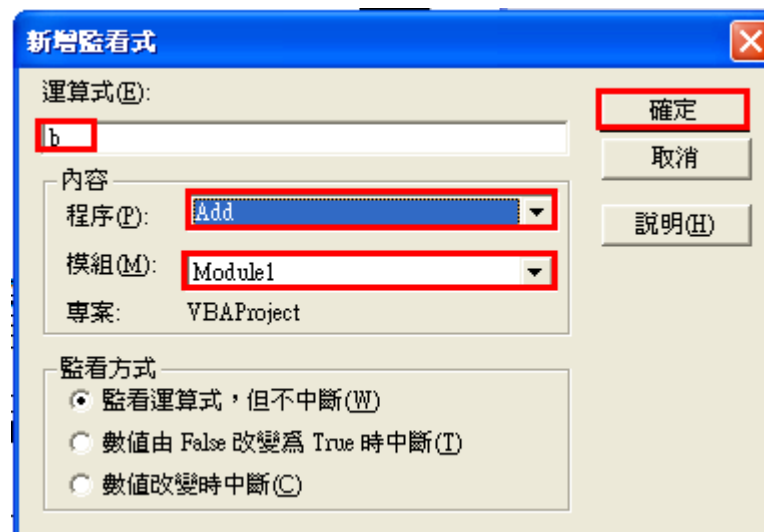 新增監看式
運算式(E):
b
確定
取消
說明(H)
內容
程序(P): Add
模組(M): Module1
專案: VBAProject
監看方式
監看運算式，但不中斷(W)
數值由 False 改變為 True 時中斷(T)
數值改變時中斷(C)